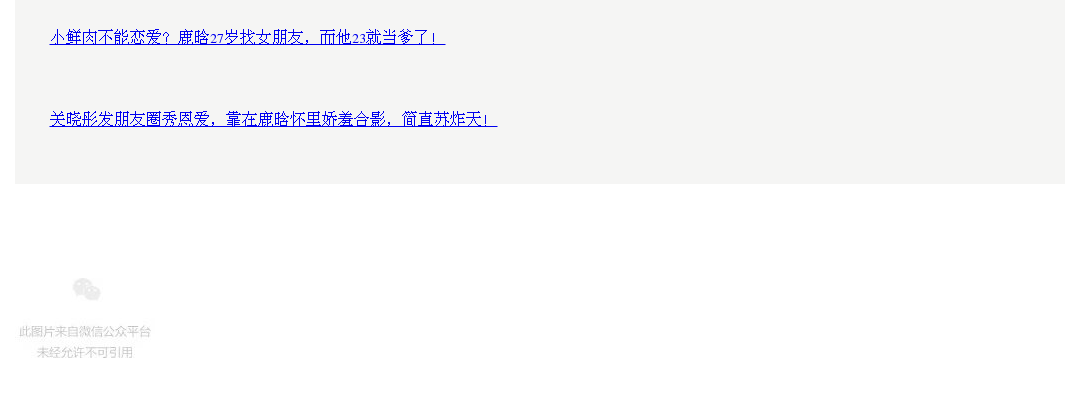 小鲜肉不能恋爱？鹿晗27岁找女朋友，而他23就当爹了！
关晓彤发朋友圈秀恩爱，靠在鹿晗怀里娇羞合影，简直苏炸天！
此图片来自微信公众平台
未经允许不可引用